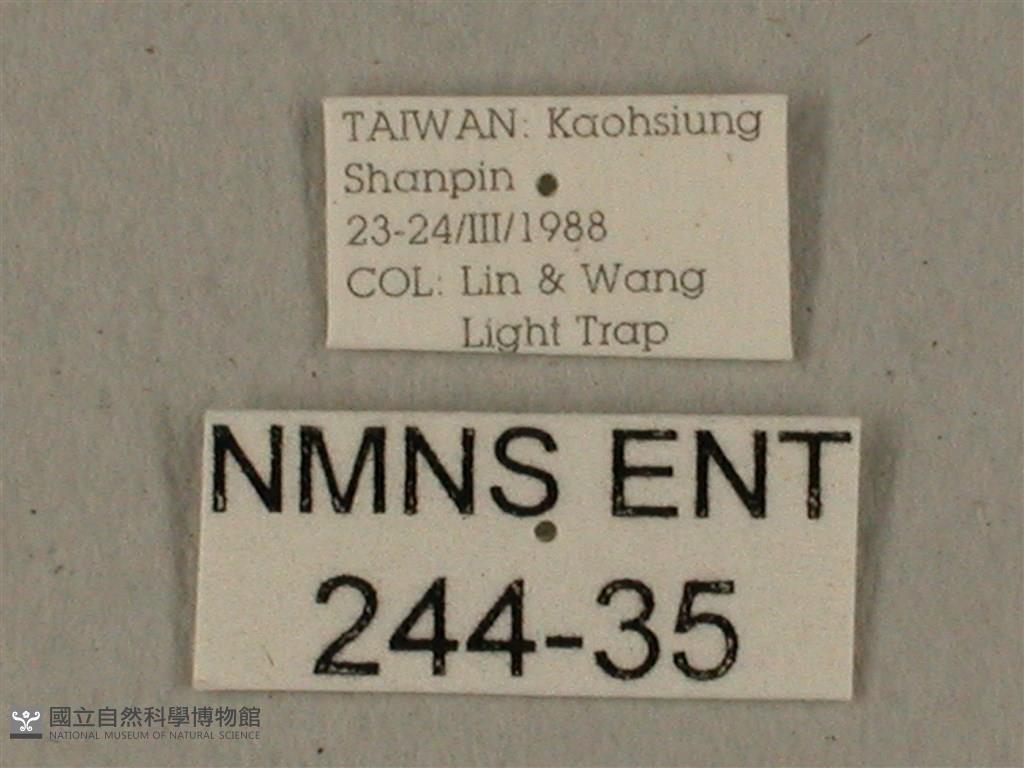 TAIWAN: Kaohsiung
Shanpin
23-24/III/1988
COL: Lin & Wang
Light Trap
NMNS ENT
244-35
國立自然科學博物館
NATIONAL MUSEUM OF NATURAL SCIENCE